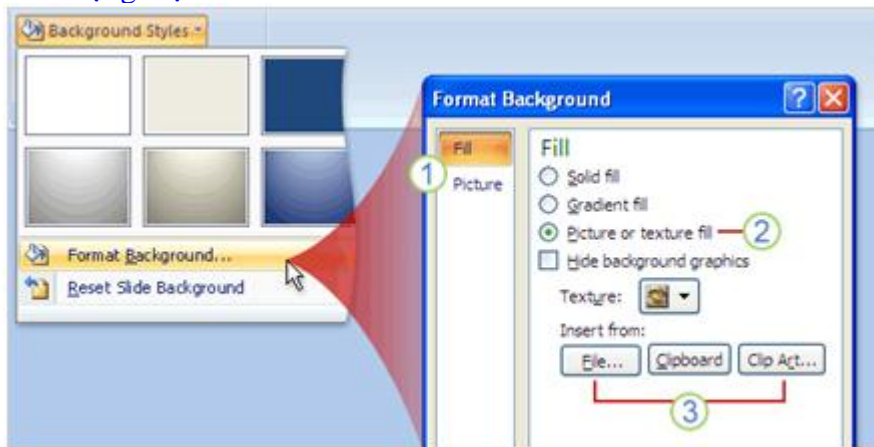 Background Styles
Format Background...
Reset Slide Background
Format Background
Fill
Picture
1
Fill
Solid fill
Gradient fill
Picture or texture fill
2
Hide background graphics
Texture:
Insert from:
File...
Clipboard
Clip Art...
3